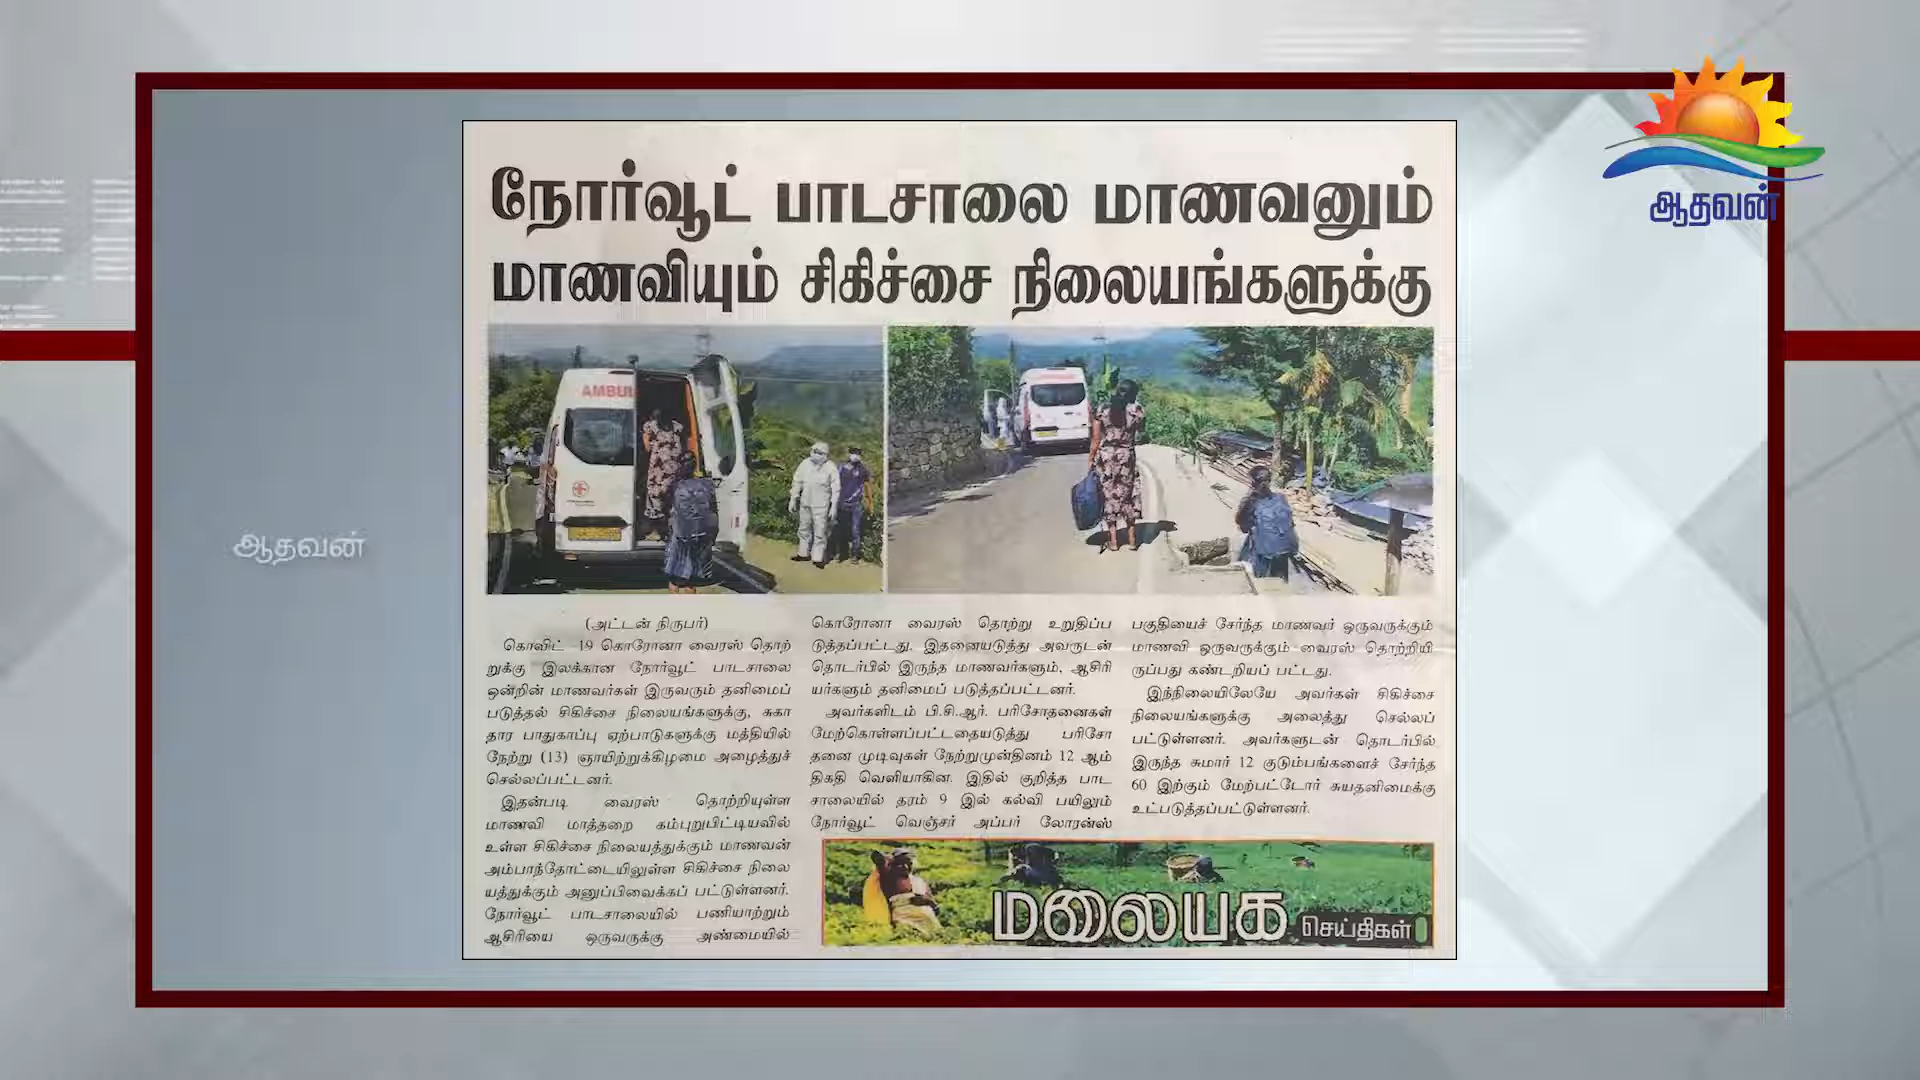 நோர்வூட் பாடசாலை மாணவனும்
மாணவியும் சிகிச்சை நிலையங்களுக்கு
AMBUL
(அட்டன் நிருபர்)
கொவிட் -19 கொரோனா வைரஸ் தொற்
றுக்கு இலக்கான நோர்வூட் பாடசாலை
ஒன்றின் மாணவர்கள் இருவரும் தனிமைப்
படுத்தல் சிகிச்சை நிலையங்களுக்கு, சுகா
தார பாதுகாப்பு ஏற்பாடுகளுக்கு மத்தியில்
நேற்று (13) ஞாயிற்றுக்கிழமை அழைத்துச்
செல்லப்பட்டனர்.
இதன்படி வைரஸ் தொற்றியுள்ள
மாணவி மாத்தறை கம்புறுபிட்டியவில்
உள்ள சிகிச்சை நிலையத்துக்கும் மாணவன்
அம்பாந்தோட்டையிலுள்ள சிகிச்சை நிலை
யத்துக்கும் அனுப்பிவைக்கப் பட்டுள்ளனர்.
நோர்வூட் பாடசாலையில் பணியாற்றும்
ஆசிரியை ஒருவருக்கு அண்மையில்
கொரோனா வைரஸ் தொற்று உறுதிப்ப
டுத்தப்பட்டது. இதனையடுத்து அவருடன்
தொடர்பில் இருந்த மாணவர்களும், ஆசிரி
யர்களும் தனிமைப் படுத்தப்பட்டனர்.
அவர்களிடம் பி.சி.ஆர். பரிசோதனைகள்
மேற்கொள்ளப்பட்டதையடுத்து பரிசோ
தனை முடிவுகள் நேற்றுமுன்தினம் 12 ஆம்
திகதி வெளியாகின. இதில் குறித்த பாட
சாலையில் தரம் 9 இல் கல்வி பயிலும்
நோர்வூட் வெஞ்சர் அப்பர் லோரன்ஸ்
பகுதியைச் சேர்ந்த மாணவர் ஒருவருக்கும்
மாணவி ஒருவருக்கும் வைரஸ் தொற்றியி
ருப்பது கண்டறியப் பட்டது.
இந்நிலையிலேயே அவர்கள் சிகிச்சை
நிலையங்களுக்கு அலைத்து செல்லப்
பட்டுள்ளனர். அவர்களுடன் தொடர்பில்
இருந்த சுமார் 12 குடும்பங்களைச் சேர்ந்த
60 இற்கும் மேற்பட்டோர் சுயதனிமைக்கு
உட்படுத்தப்பட்டுள்ளனர்.
மலையக செய்திகள்
ஆதவன்
ஆதவன்